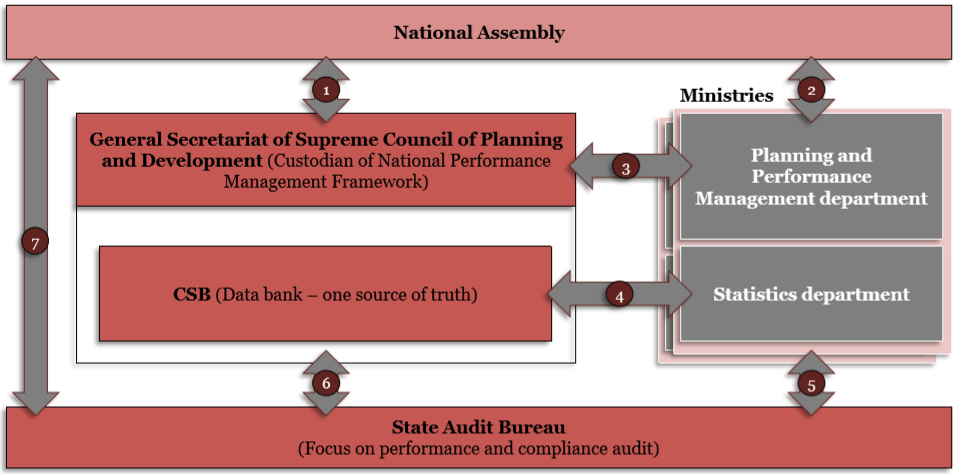 National Assembly
1
2
Ministries
General Secretariat of Supreme Council of Planning
and Development (Custodian of National Performance
Management Framework)
3
Planning and
Performance
Management department
7
CSB (Data bank – one source of truth)
4
Statistics department
6
5
State Audit Bureau
(Focus on performance and compliance audit)